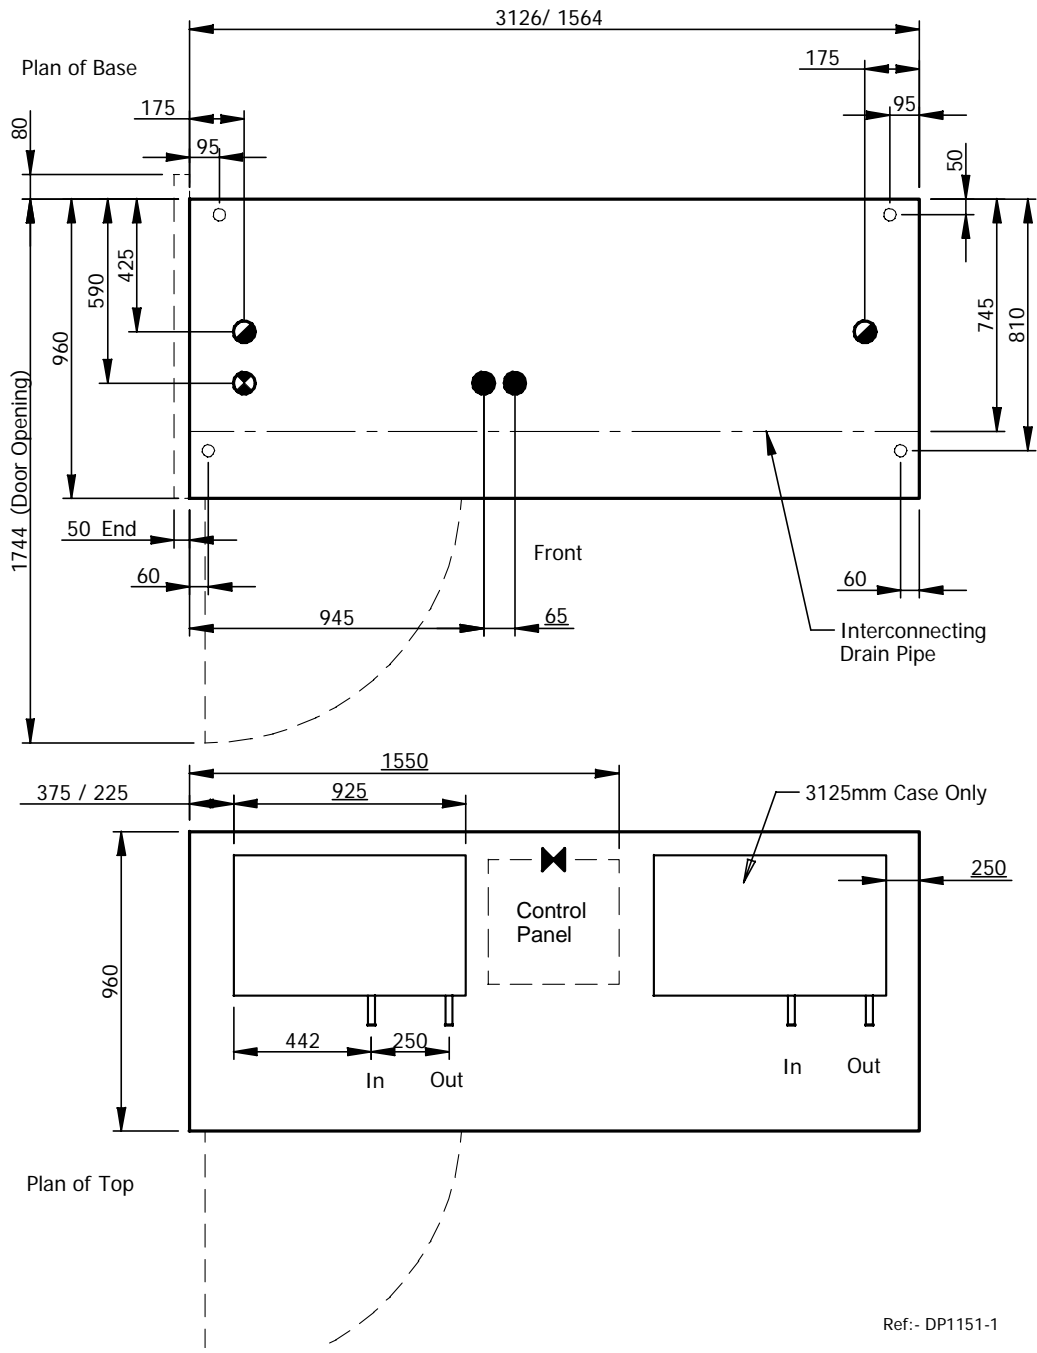 3126/ 1564
Plan of Base
175
175
80
95
95
50
425
590
960
745
810
1744 (Door Opening)
50 End
Front
60
60
945
65
Interconnecting
Drain Pipe
1550
375 / 225
925
3125mm Case Only
250
Control
Panel
960
442
250
In
Out
In
Out
Plan of Top
Ref:- DP1151-1